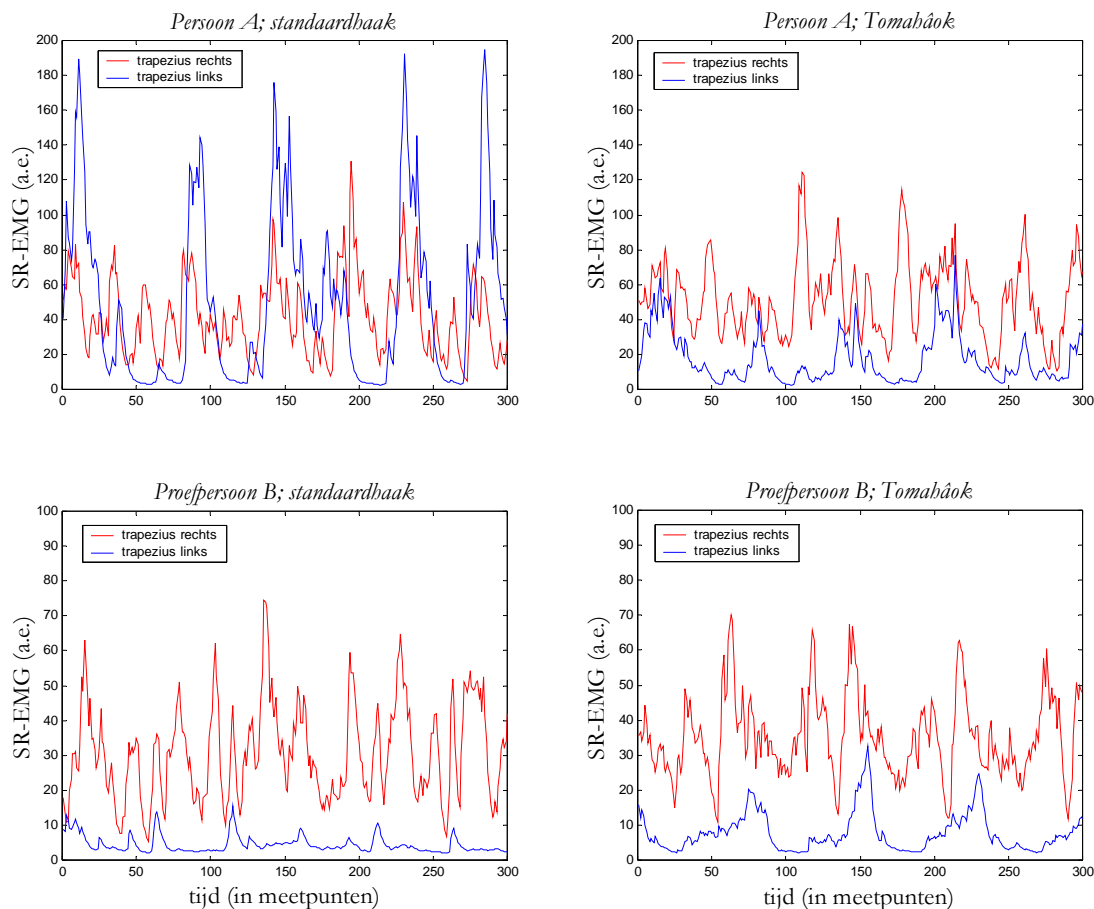 Persoon A; standaardhaak
200
180
160
140
120
100
80
60
40
20
0
SR-EMG (a.e.)
trapezius rechts
trapezius links
0 50 100 150 200 250 300
Persoon A; Tomahâok
200
180
160
140
120
100
80
60
40
20
0
SR-EMG (a.e.)
trapezius rechts
trapezius links
0 50 100 150 200 250 300
Proefpersoon B; standaardhaak
100
90
80
70
60
50
40
30
20
10
0
SR-EMG (a.e.)
trapezius rechts
trapezius links
0 50 100 150 200 250 300
tijd (in meetpunten)
Proefpersoon B; Tomahâok
100
90
80
70
60
50
40
30
20
10
0
SR-EMG (a.e.)
trapezius rechts
trapezius links
0 50 100 150 200 250 300
tijd (in meetpunten)